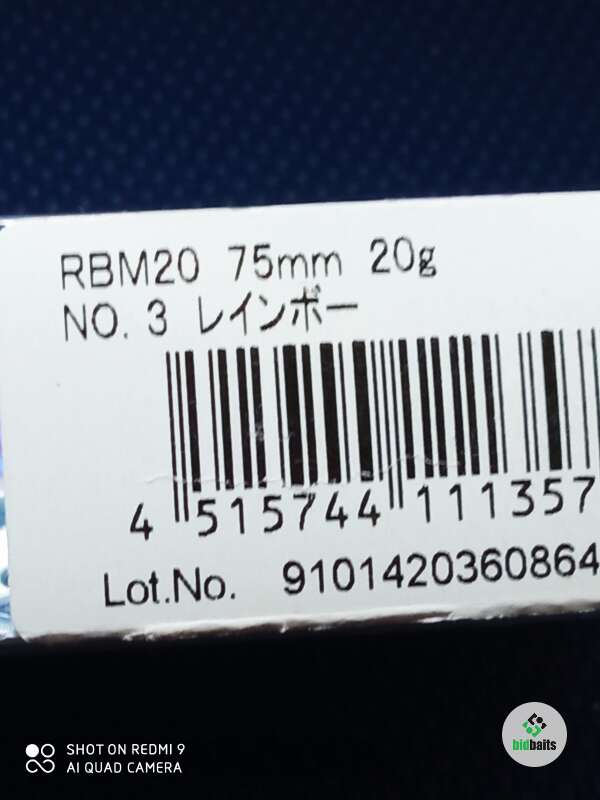 RBM20 75mm 20g
NO. 3 レインボー
4 515744 111357
Lot.No. 9101420360864
SHOT ON REDMI 9
AI QUAD CAMERA
bidbaits